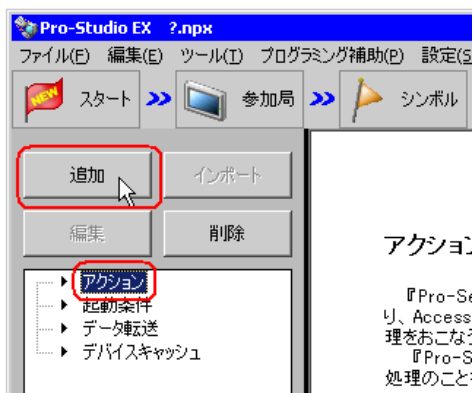 Pro-Studio EX ?.npx
ファイル(F) 編集(E) ツール(T) プログラミング補助(P) 設定(S
NEW スタート 参加局 シンボル
追加 インポート
編集 削除
アクション
起動条件
データ転送
デバイスキャッシュ
アクション
『Pro-Se
り、Access
理をおこなう
『Pro-S
処理のこと